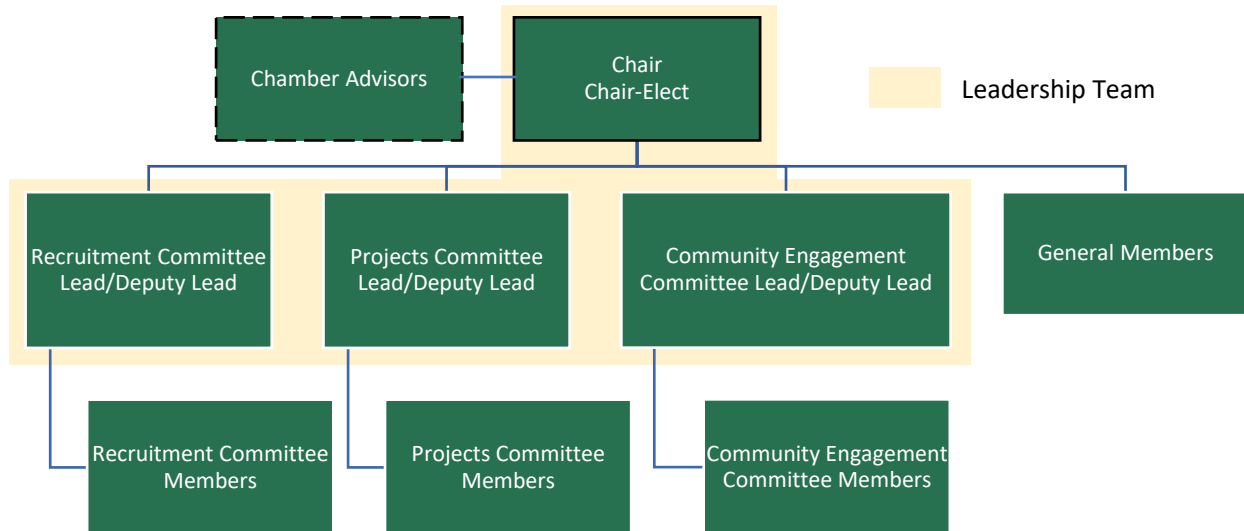 Chamber Advisors
Chair
Chair-Elect
Leadership Team
Recruitment Committee
Lead/Deputy Lead
Projects Committee
Lead/Deputy Lead
Community Engagement
Committee Lead/Deputy Lead
General Members
Recruitment Committee
Members
Projects Committee
Members
Community Engagement
Committee Members